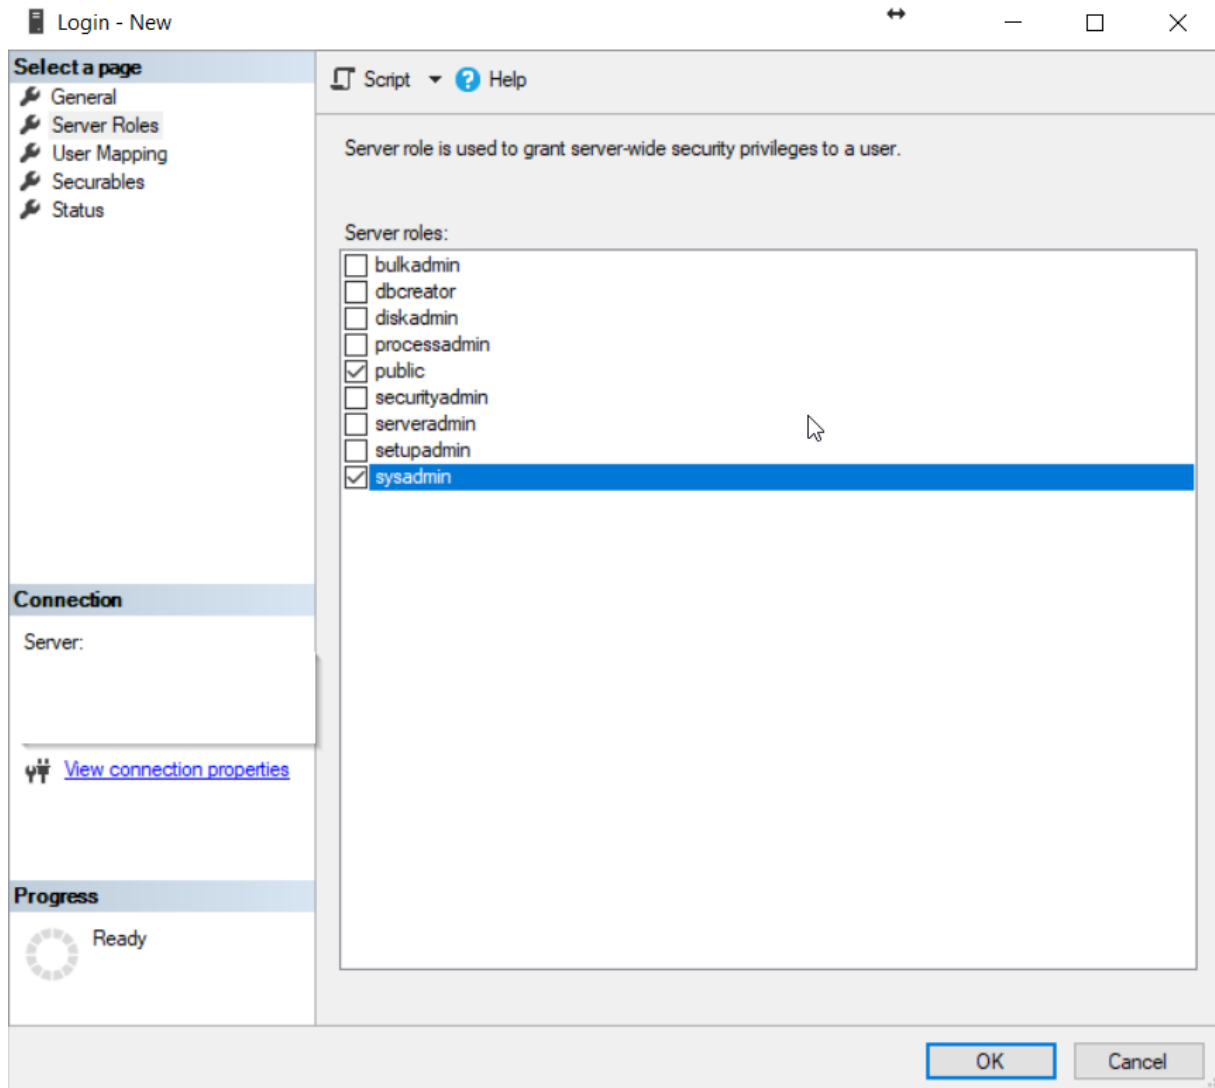 Login - New
Select a page
General
Server Roles
User Mapping
Securables
Status
Script
Help
Server role is used to grant server-wide security privileges to a user.
Server roles:
bulkadmin
dbcreator
diskadmin
processadmin
public
securityadmin
serveradmin
setupadmin
sysadmin
Connection
Server:
View connection properties
Progress
Ready
OK
Cancel